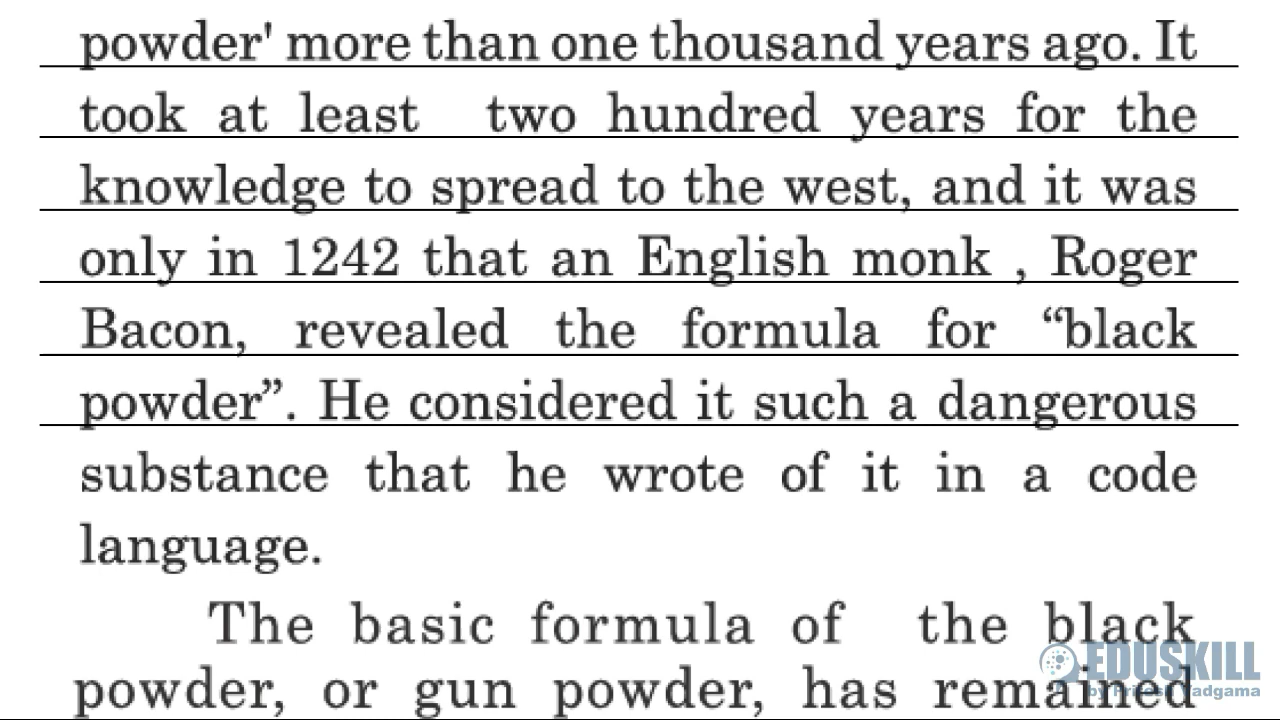 powder' more than one thousand years ago. It
took at least two hundred years for the
knowledge to spread to the west, and it was
only in 1242 that an English monk , Roger
Bacon, revealed the formula for “black
powder”. He considered it such a dangerous
substance that he wrote of it in a code
language.
The basic formula of the black
powder, or gun powder, has remained
EDUSKILL
by Pritesh Vadgama